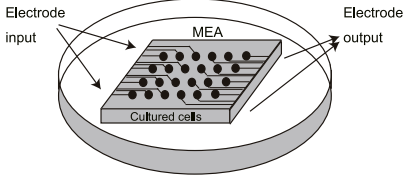 Electrode
input
MEA
Cultured cells
Electrode
output